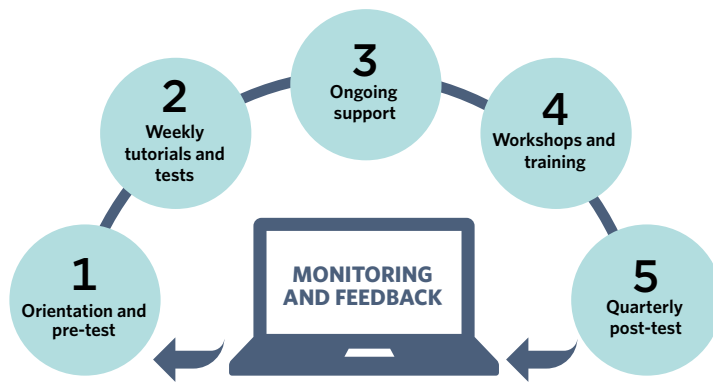 1
Orientation and
pre-test
2
Weekly
tutorials and
tests
3
Ongoing
support
4
Workshops and
training
5
Quarterly
post-test
MONITORING
AND FEEDBACK